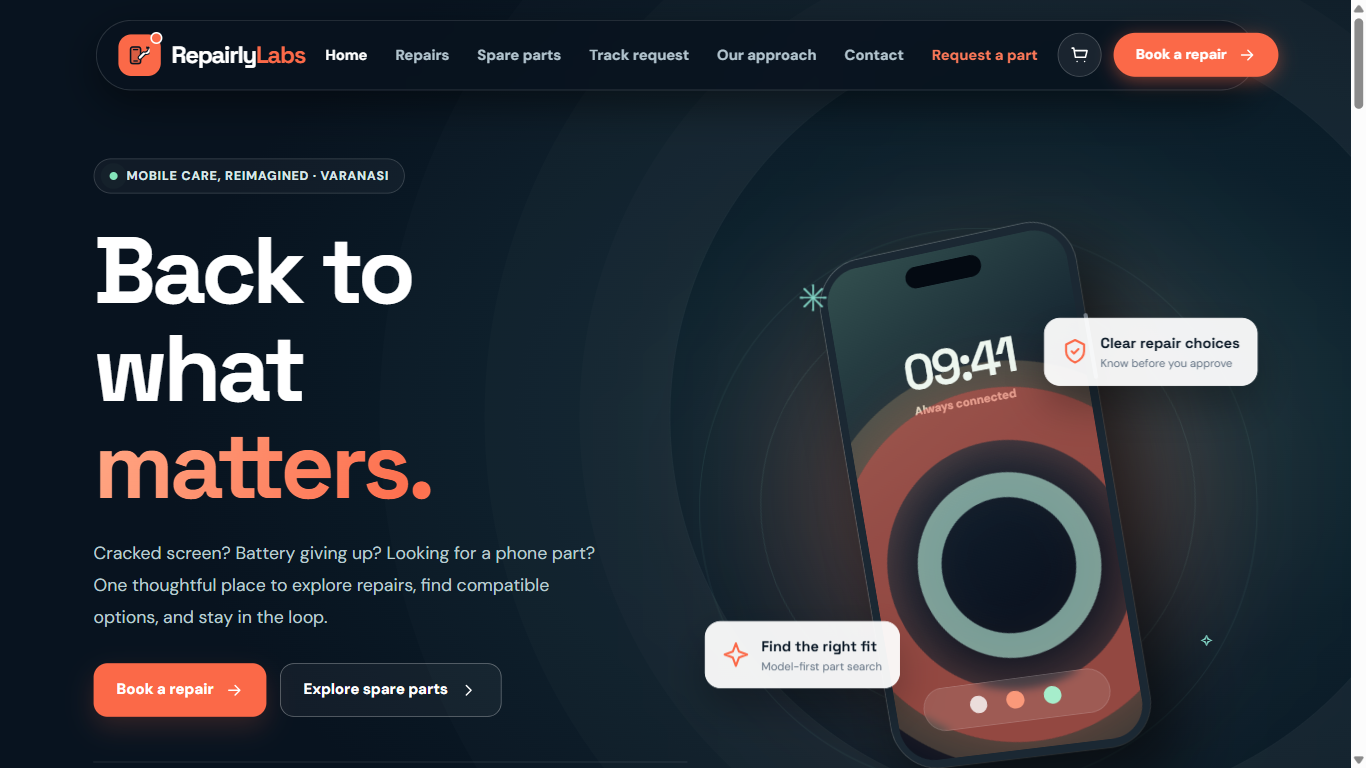 RepairlyLabs
Home
Repairs
Spare parts
Track request
Our approach
Contact
Request a part
Book a repair
MOBILE CARE, REIMAGINED · VARANASI
Back to
what
matters.
Cracked screen? Battery giving up? Looking for a phone part?
One thoughtful place to explore repairs, find compatible
options, and stay in the loop.
Book a repair
Explore spare parts
09:41
Always connected
Clear repair choices
Know before you approve
Find the right fit
Model-first part search